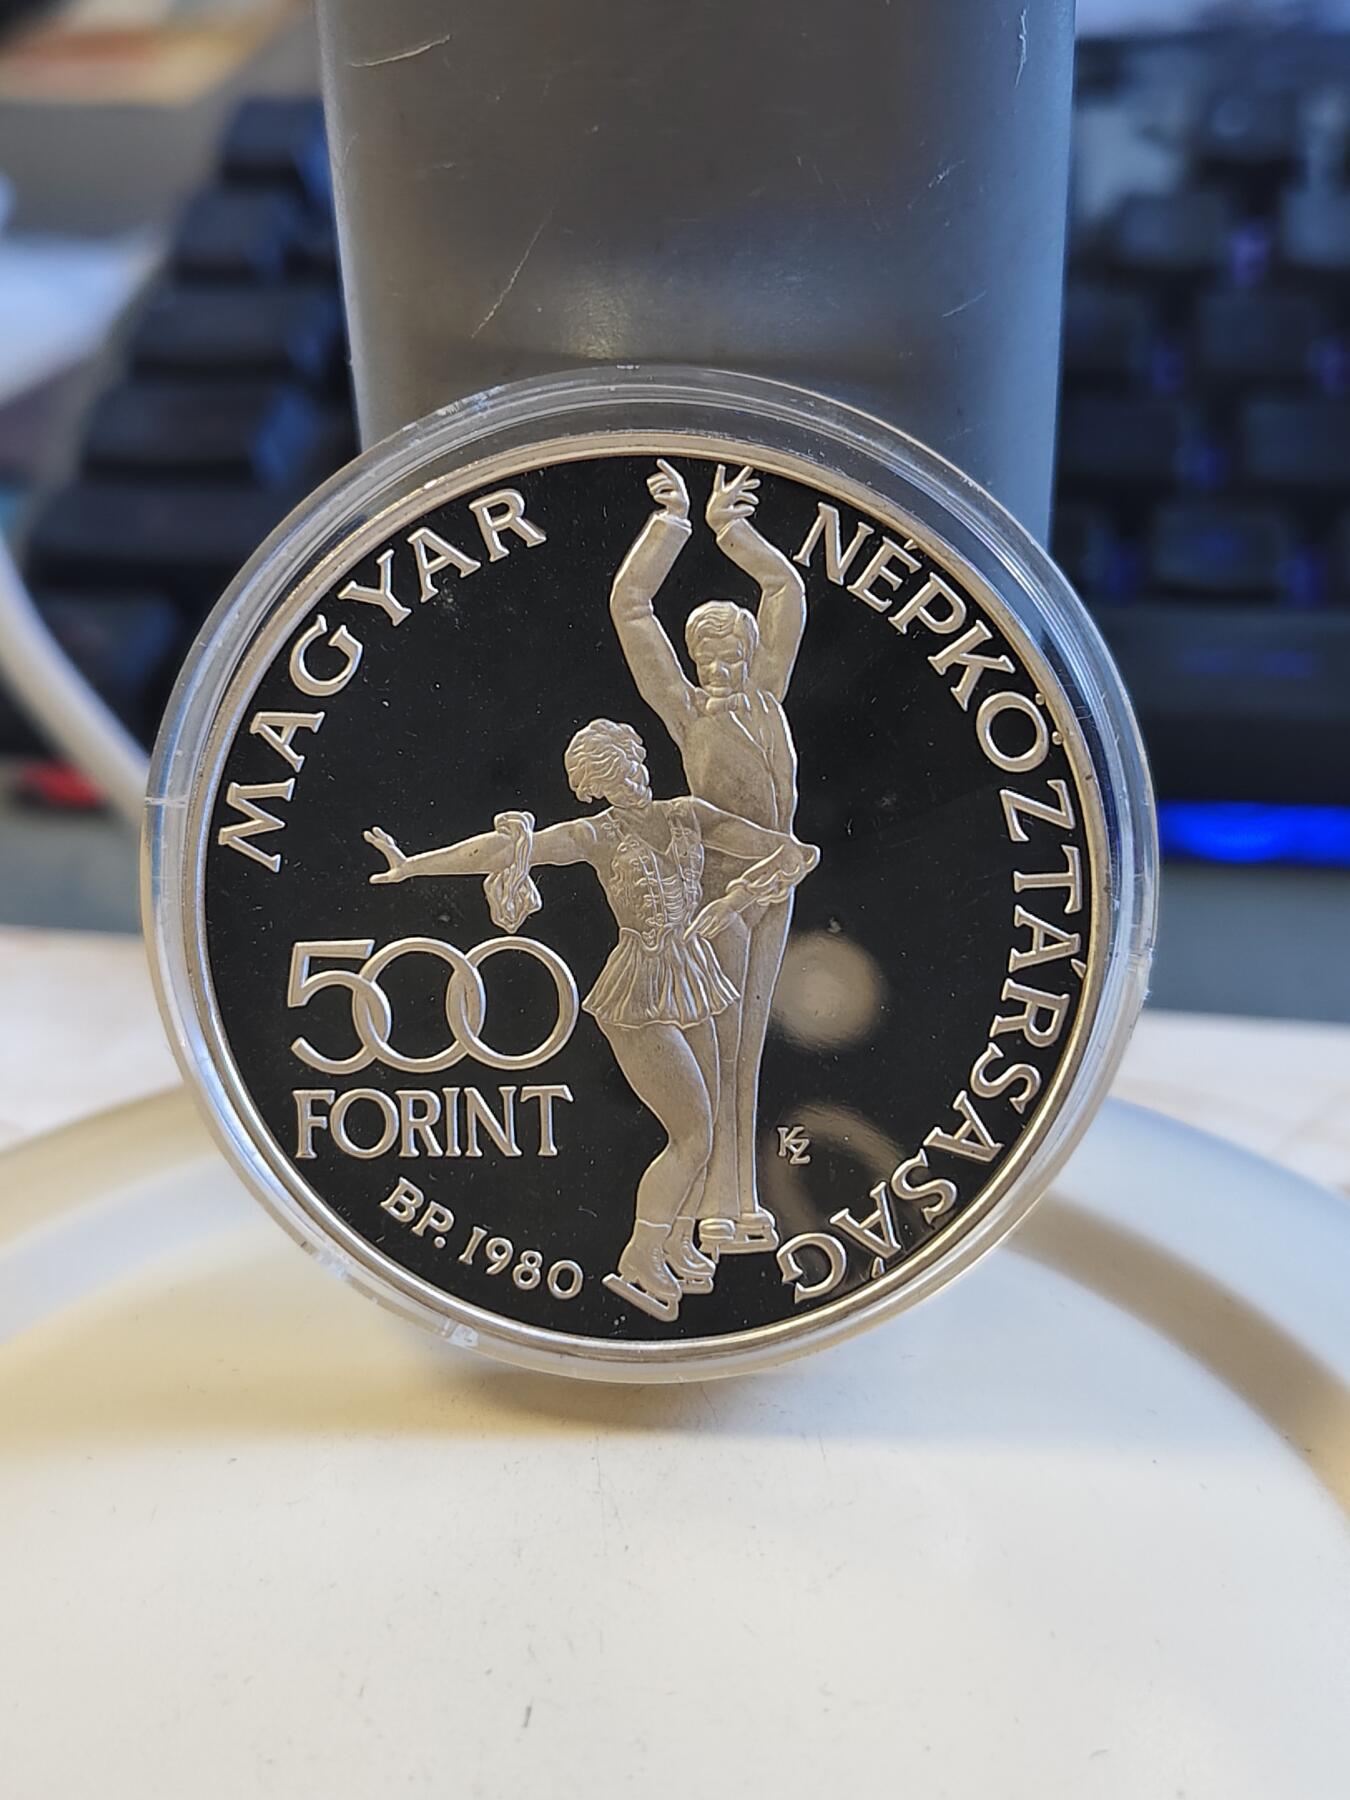 MAGYAR NÉPKÖZTÁRSASÁG
500
FORINT
BP. 1980
KZ